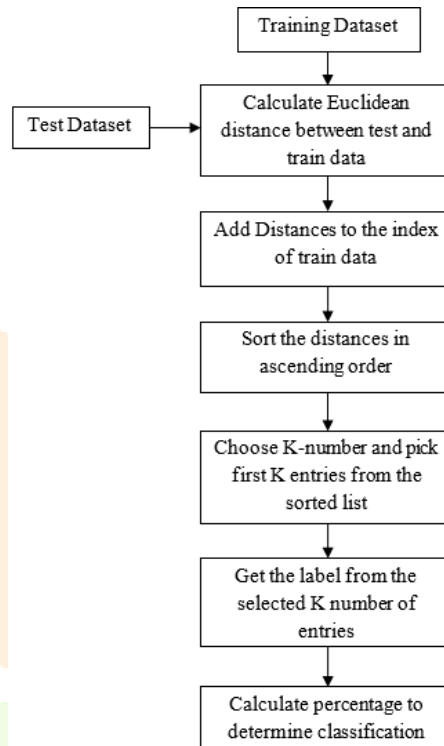 Training Dataset
Test Dataset
Calculate Euclidean
distance between test and
train data
Add Distances to the index
of train data
Sort the distances in
ascending order
Choose K-number and pick
first K entries from the
sorted list
Get the label from the
selected K number of
entries
Calculate percentage to
determine classification